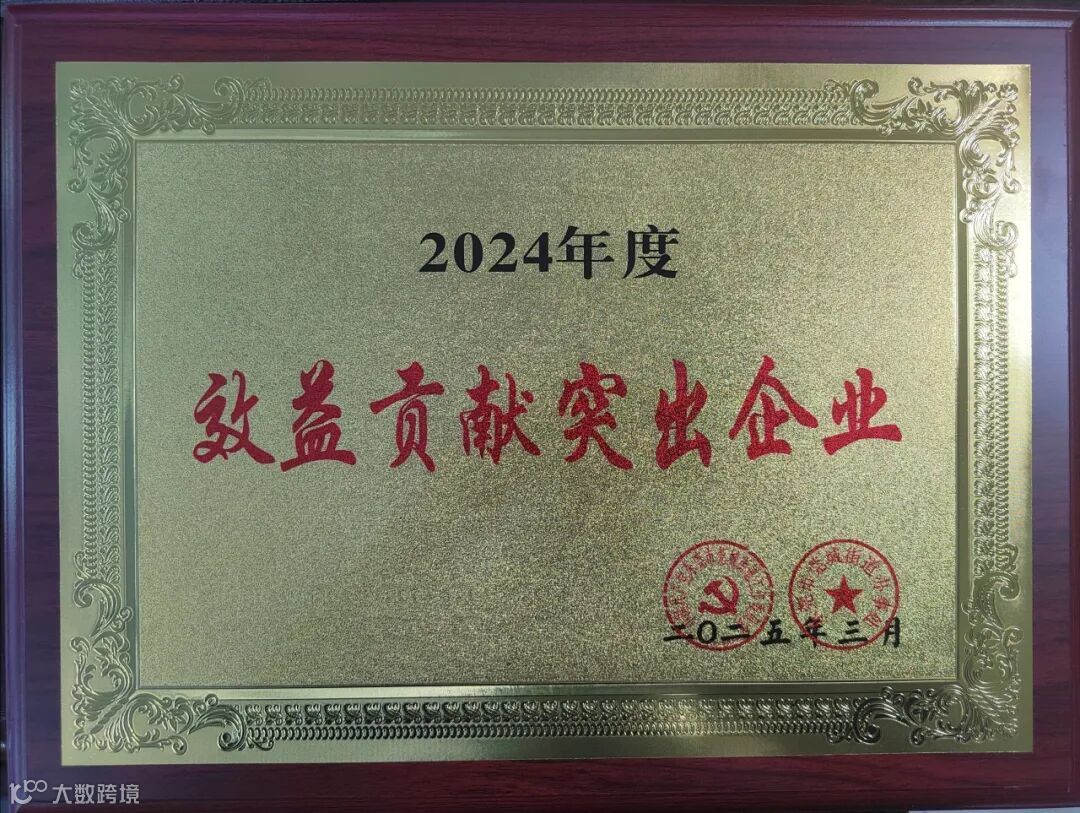 2024年度
效益贡献突出企业
二〇二五年三月
大数跨境